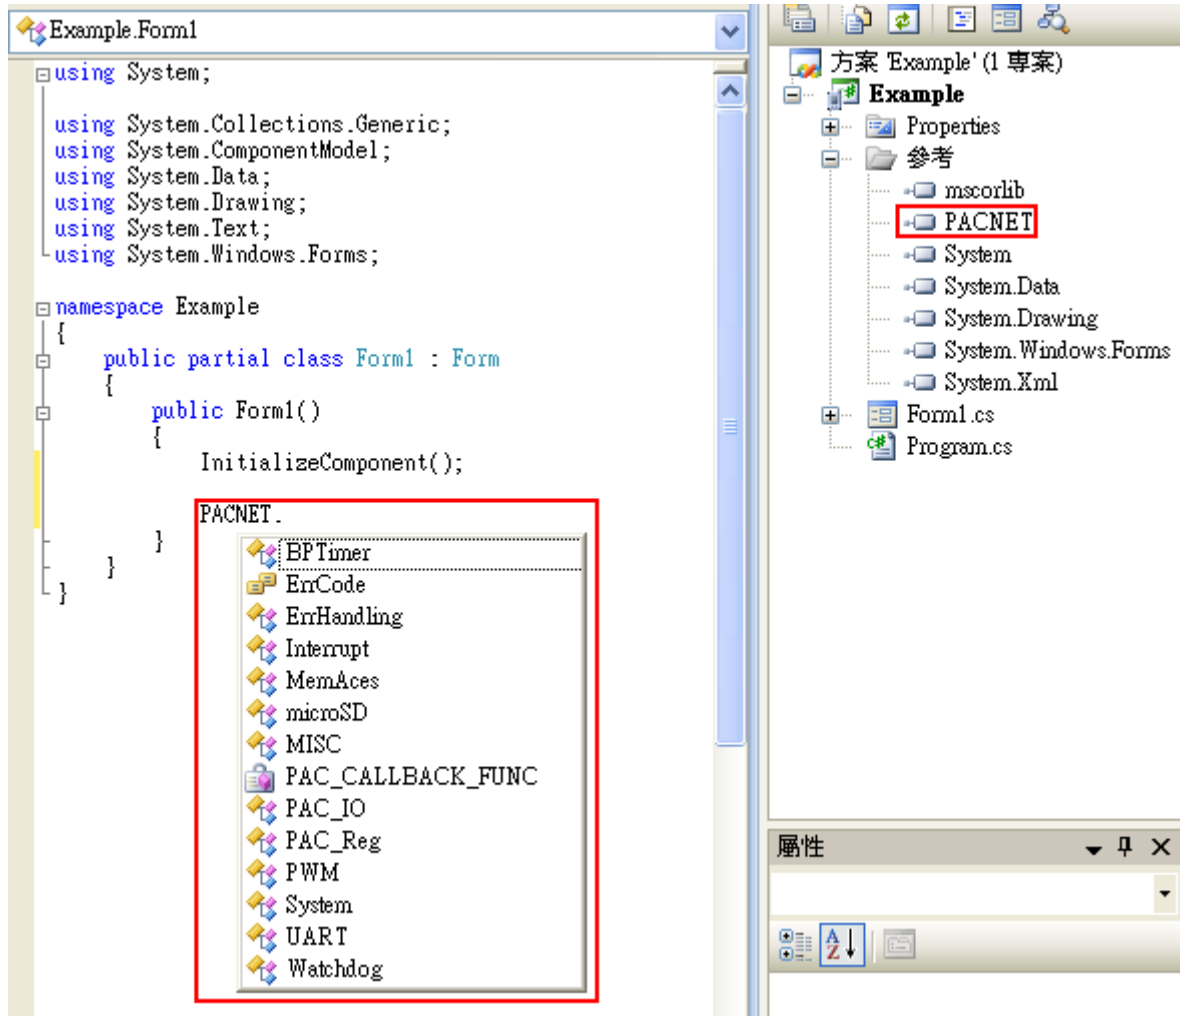 Example.Form1
using System;
using System.Collections.Generic;
using System.ComponentModel;
using System.Data;
using System.Drawing;
using System.Text;
using System.Windows.Forms;
namespace Example
{
public partial class Form1 : Form
{
public Form1()
{
InitializeComponent();
PACNET.
}
}
}
BPTimer
ErrCode
ErrHandling
Interrupt
MemAces
microSD
MISC
PAC_CALLBACK_FUNC
PAC_IO
PAC_Reg
PWM
System
UART
Watchdog
方案 'Example' (1 專案)
Example
Properties
參考
mscorlib
PACNET
System
System.Data
System.Drawing
System.Windows.Forms
System.Xml
Form1.cs
Program.cs
屬性